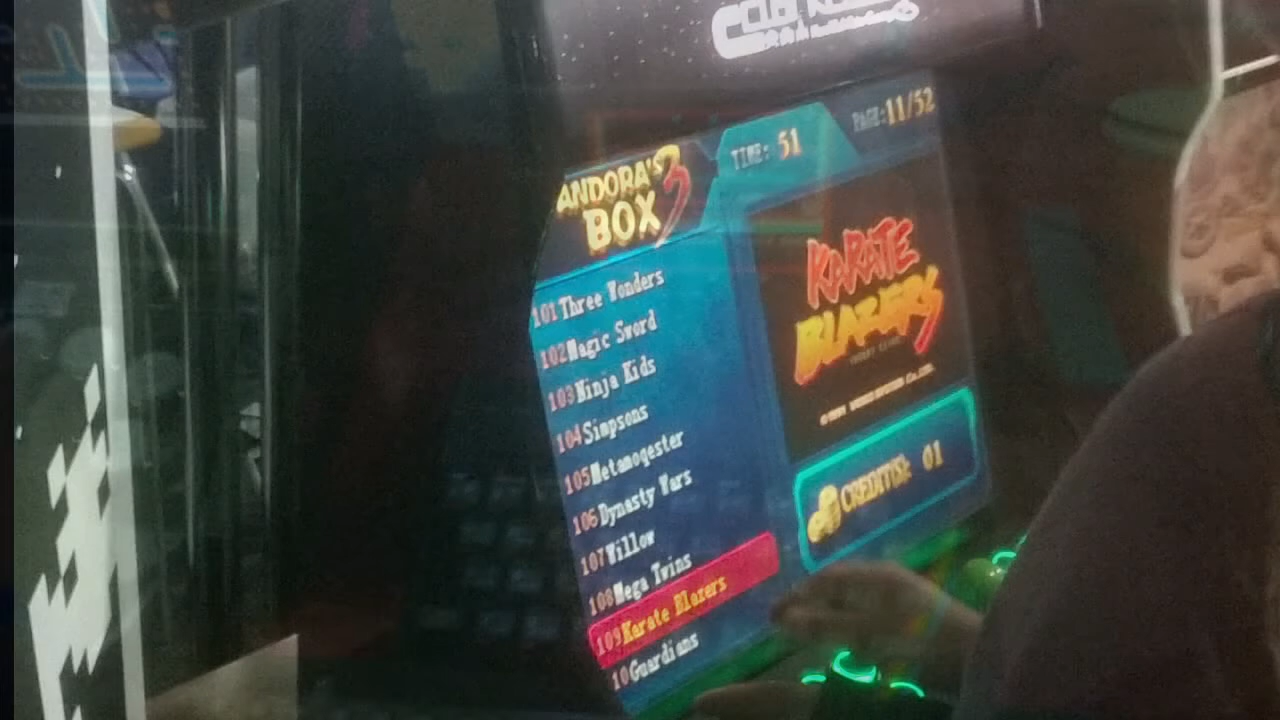 ANDORA'S
BOX 3
TIME: 51
PAGE:11/52
101 Three Wonders
102 Magic Sword
103 Ninja Kids
104 Simpsons
105 Metamoqester
106 Dynasty Wars
107 Willow
108 Mega Twins
109 Karate Blazers
10 Guardians
KARATE
BLAZERS
CREDITS: 01